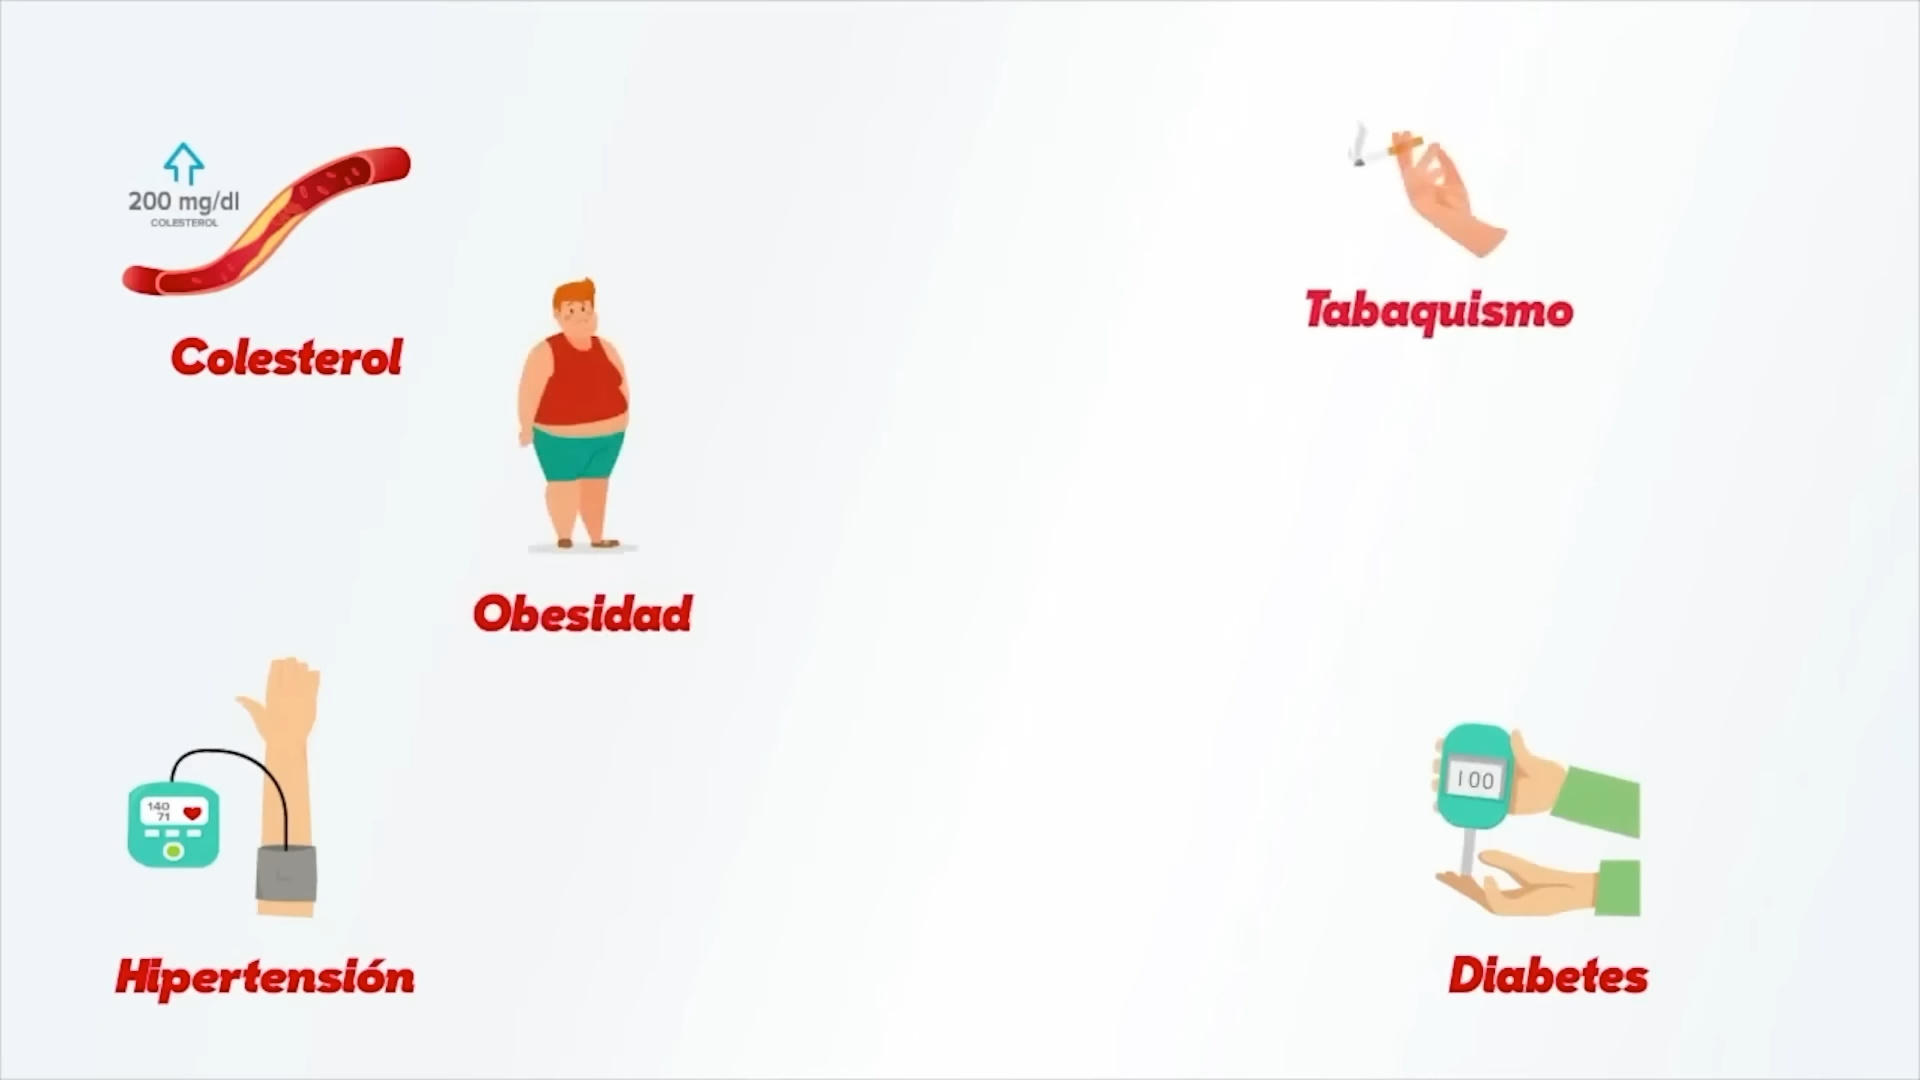 200 mg/dl
COLESTEROL
Colesterol
Tabaquismo
Obesidad
140
71
Hipertensión
100
Diabetes